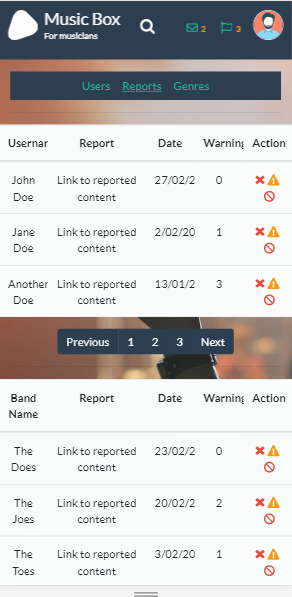 Music Box
For musicians
2
3
Users Reports Genres
Usernar Report Date Warning Action
John Link to reported 27/02/2 0
Doe content
Jane Link to reported 2/02/20 1
Doe content
Another Link to reported 13/01/2 3
Doe content
Previous 1 2 3 Next
Band Report Date Warning Action
Name
The Link to reported 23/02/2 0
Does content
The Link to reported 20/02/2 2
Joes content
The Link to reported 3/02/20 1
Toes content